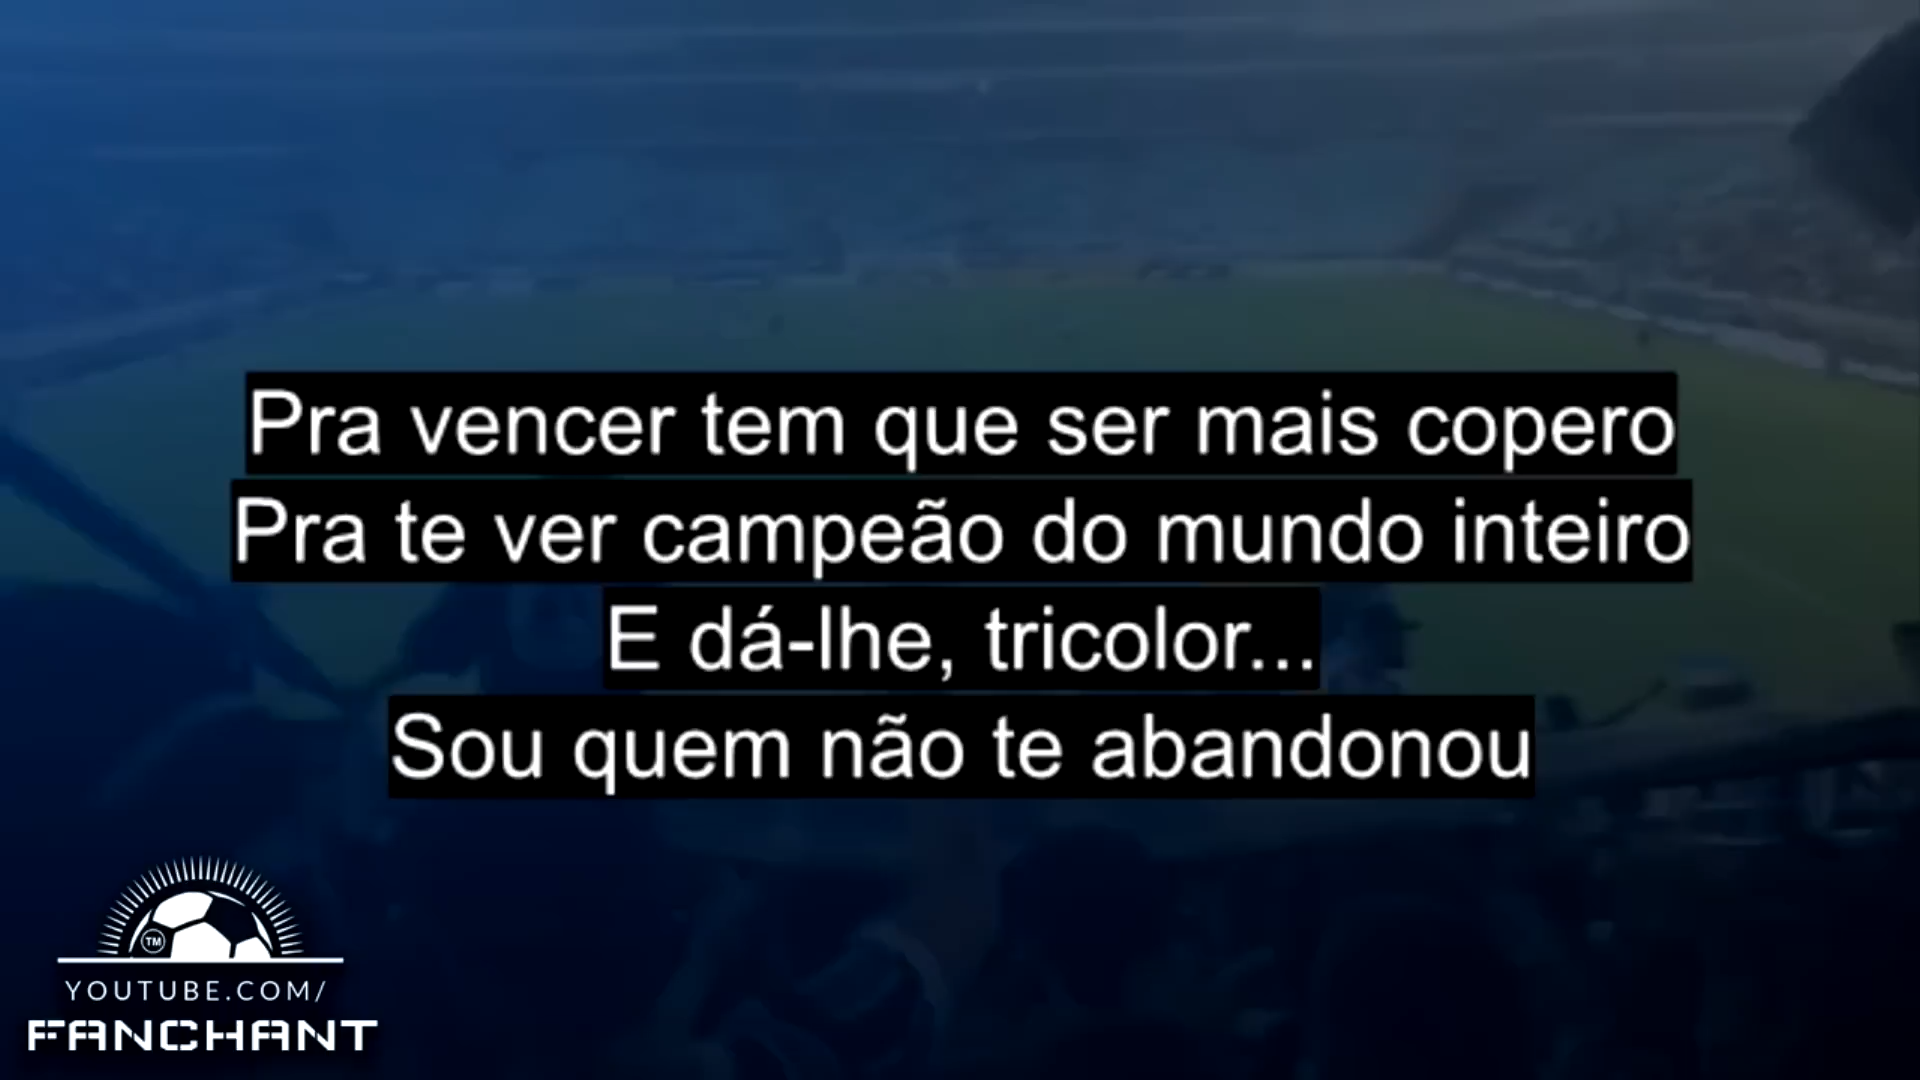 Pra vencer tem que ser mais copero
Pra te ver campeão do mundo inteiro
E dá-lhe, tricolor...
Sou quem não te abandonou
TM
YOUTUBE.COM/
FANCHANT